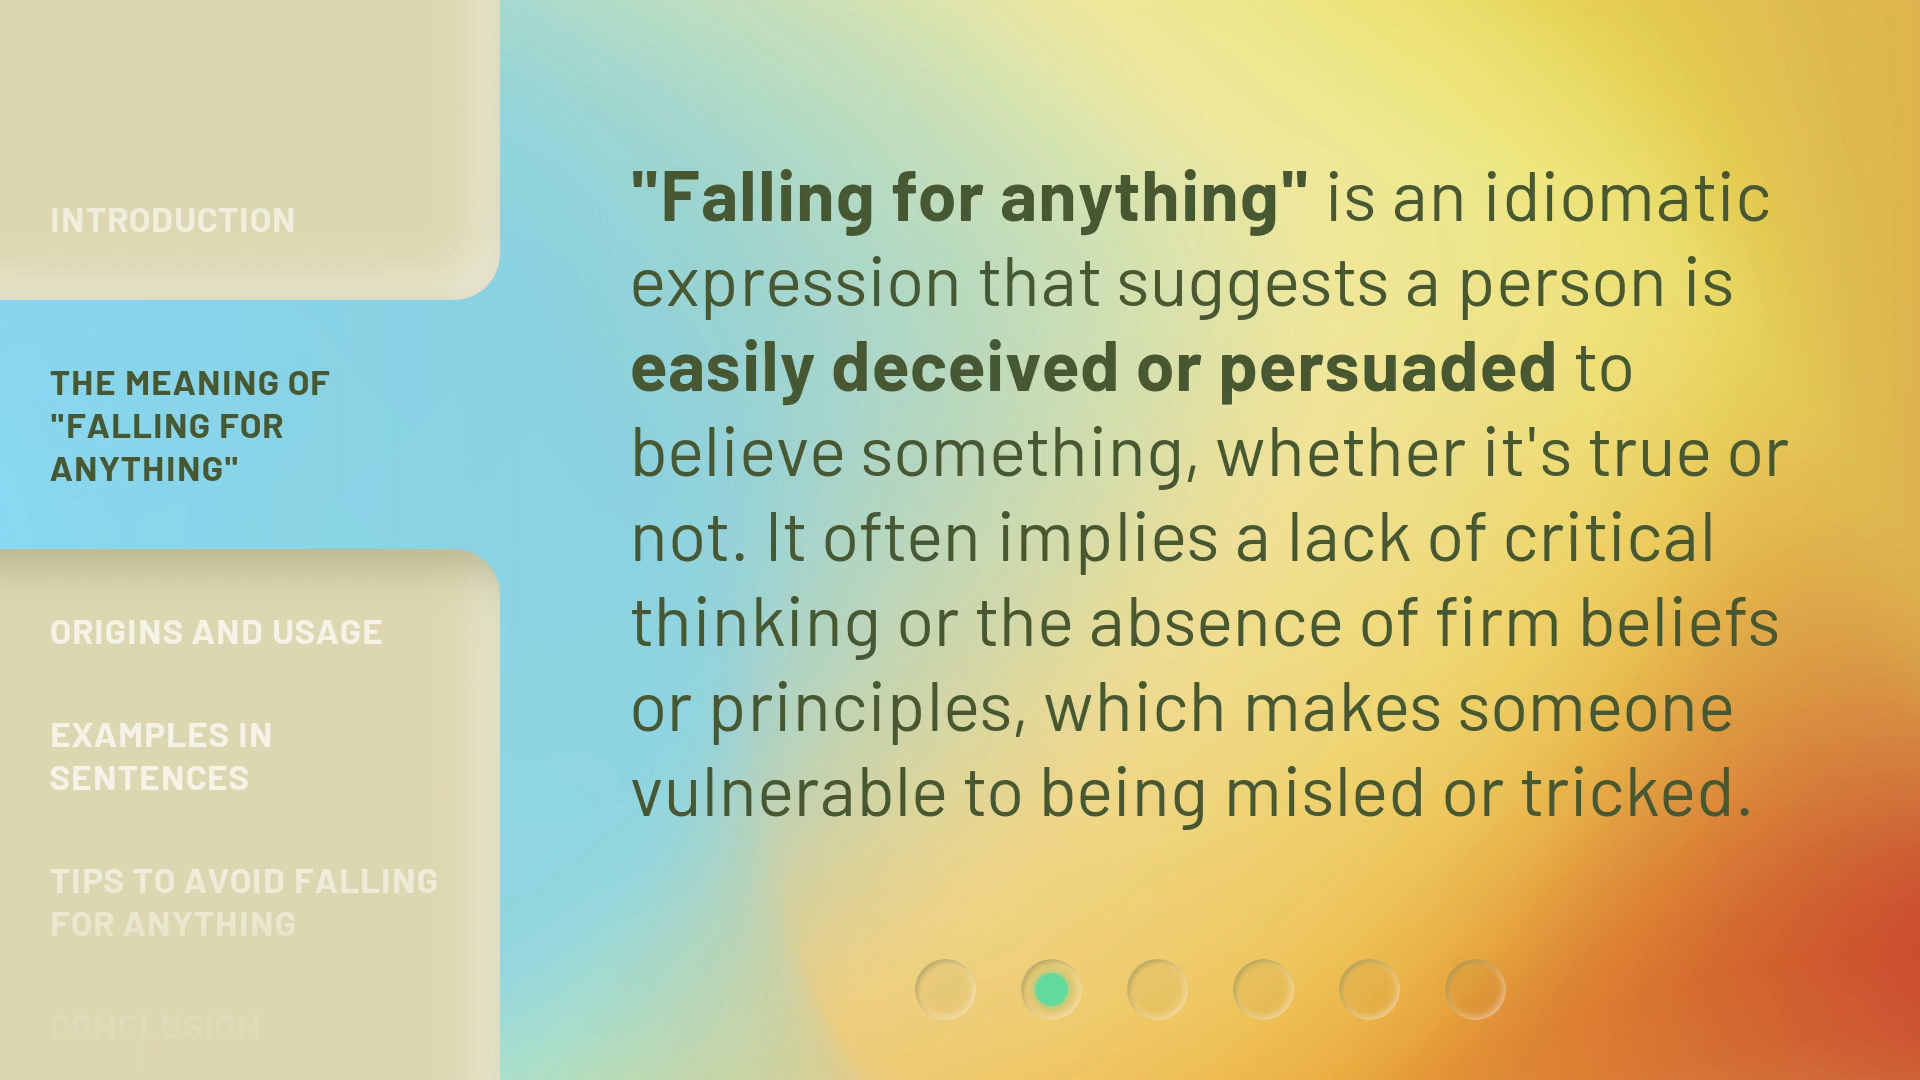 INTRODUCTION
THE MEANING OF
"FALLING FOR
ANYTHING"
ORIGINS AND USAGE
EXAMPLES IN
SENTENCES
TIPS TO AVOID FALLING
FOR ANYTHING
CONCLUSION
"Falling for anything" is an idiomatic
expression that suggests a person is
easily deceived or persuaded to
believe something, whether it's true or
not. It often implies a lack of critical
thinking or the absence of firm beliefs
or principles, which makes someone
vulnerable to being misled or tricked.